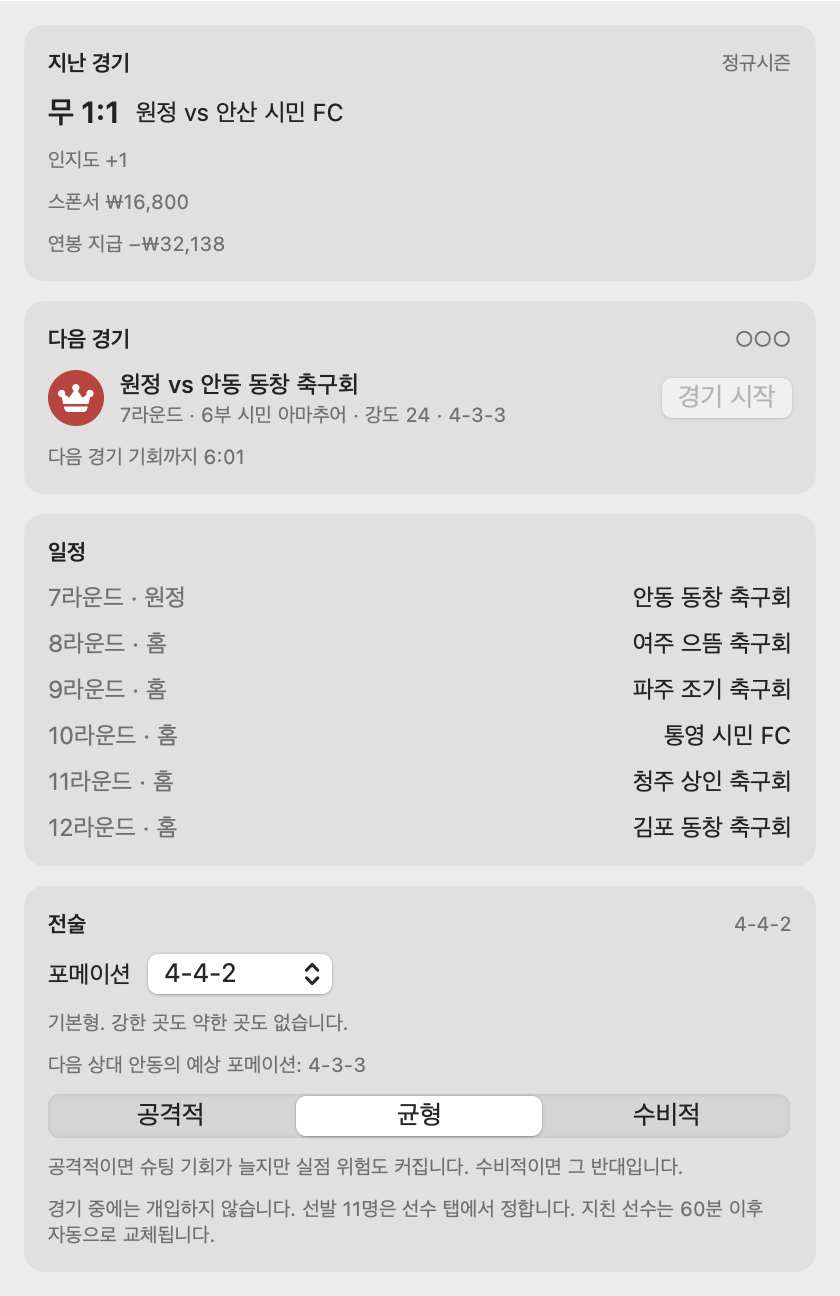 지난 경기
정규시즌
무 1:1 원정 vs 안산 시민 FC
인지도 +1
스폰서 ₩16,800
연봉 지급 −₩32,138
다음 경기
○○○
원정 vs 안동 동창 축구회
7라운드 · 6부 시민 아마추어 · 강도 24 · 4-3-3
경기 시작
다음 경기 기회까지 6:01
일정
7라운드 · 원정 안동 동창 축구회
8라운드 · 홈 여주 으뜸 축구회
9라운드 · 홈 파주 조기 축구회
10라운드 · 홈 통영 시민 FC
11라운드 · 홈 청주 상인 축구회
12라운드 · 홈 김포 동창 축구회
전술 4-4-2
포메이션 4-4-2
기본형. 강한 곳도 약한 곳도 없습니다.
다음 상대 안동의 예상 포메이션: 4-3-3
공격적 균형 수비적
공격적이면 슈팅 기회가 늘지만 실점 위험도 커집니다. 수비적이면 그 반대입니다.
경기 중에는 개입하지 않습니다. 선발 11명은 선수 탭에서 정합니다. 지친 선수는 60분 이후
자동으로 교체됩니다.